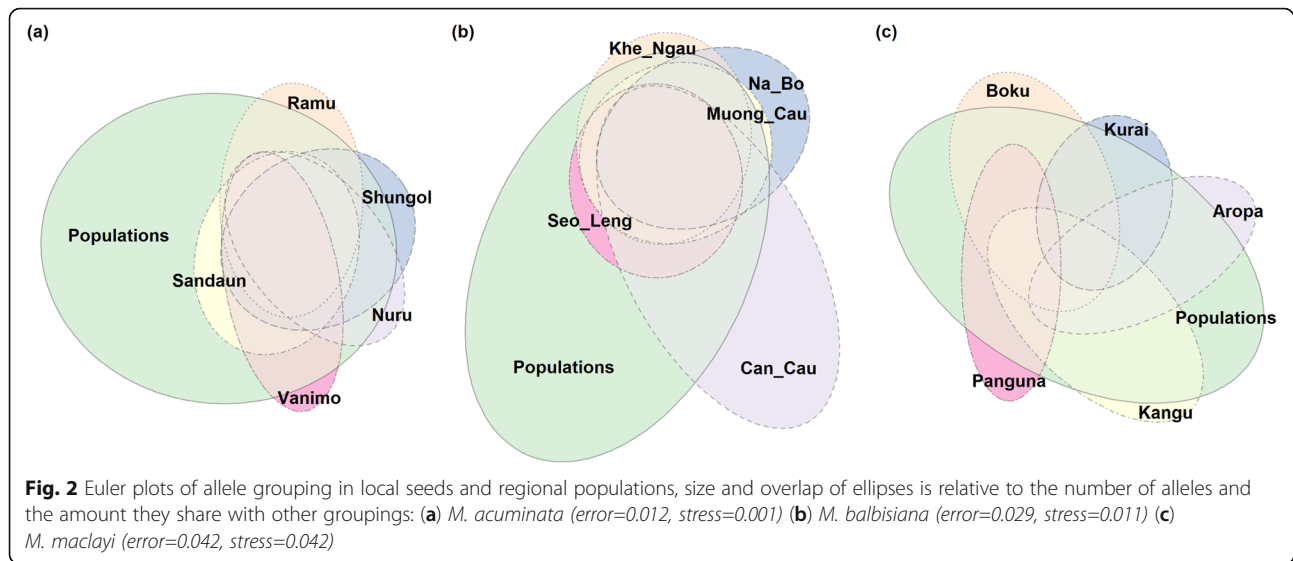 (a)
Ramu
Shungol
Populations
Sandaun
Nuru
Vanimo
(b)
Khe_Ngau
Na_Bo
Muong_Cau
Seo_Leng
Populations
Can_Cau
(c)
Boku
Kurai
Aropa
Populations
Panguna
Kangu
Fig. 2 Euler plots of allele grouping in local seeds and regional populations, size and overlap of ellipses is relative to the number of alleles and
the amount they share with other groupings: (a) M. acuminata (error=0.012, stress=0.001) (b) M. balbisiana (error=0.029, stress=0.011) (c)
M. maclayi (error=0.042, stress=0.042)